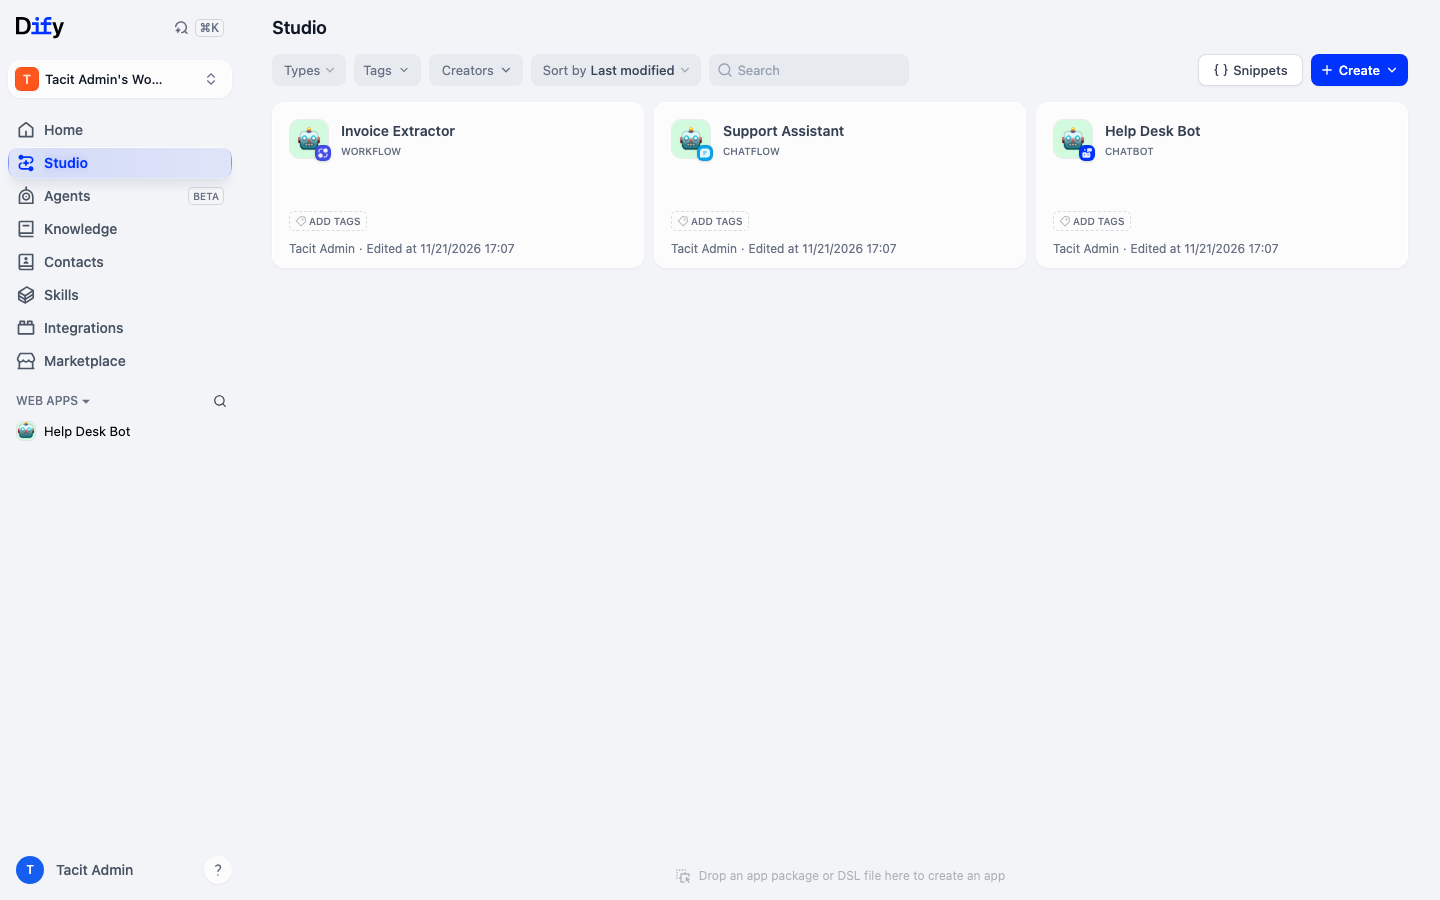 Dify
⌘K
T
Tacit Admin's Wo...
Home
Studio
Agents
BETA
Knowledge
Contacts
Skills
Integrations
Marketplace
WEB APPS
Help Desk Bot
T
Tacit Admin
?
Studio
Types
Tags
Creators
Sort by Last modified
Search
{ } Snippets
+ Create
Invoice Extractor
WORKFLOW
ADD TAGS
Tacit Admin · Edited at 11/21/2026 17:07
Support Assistant
CHATFLOW
ADD TAGS
Tacit Admin · Edited at 11/21/2026 17:07
Help Desk Bot
CHATBOT
ADD TAGS
Tacit Admin · Edited at 11/21/2026 17:07
Drop an app package or DSL file here to create an app